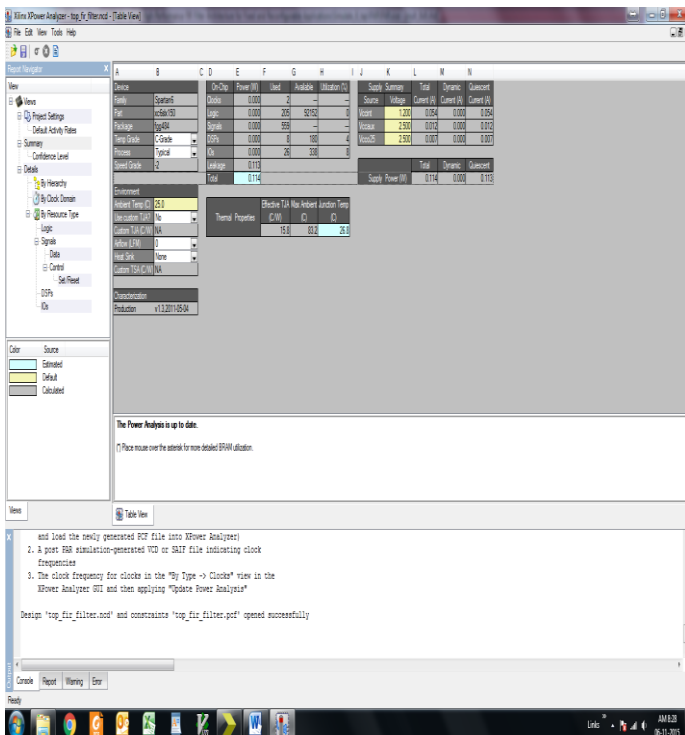 Xilinx XPower Analyzer - top_fir_filter.ncd - [Table View]
File Edit View Tools Help
Report Navigator X
View
Views
Project Settings
Default Activity Rates
Summary
Confidence Level
Details
By Hierarchy
By Clock Domain
By Resource Type
Logic
Signals
Data
Control
Set/Reset
DSPs
IOs
Color Source
Estimated
Default
Calculated
Views
A B C D E F G H I J K L M N
Device
Family Spartan6
Part xc6slx150
Package fgg484
Temp Grade C-Grade
Process Typical
Speed Grade -2
Environment
Ambient Temp (C) 25.0
Use custom TJA? No
Custom TJA (C/W) NA
Airflow (LFM) 0
Heat Sink None
Custom TSA (C/W) NA
Characterization
Production v1.3,2011-05-04
On-Chip Power (W) Used Available Utilization (%)
Clocks 0.000 2 -- --
Logic 0.000 205 92152 0
Signals 0.000 555 -- --
DSPs 0.000 8 180 4
IOs 0.000 26 338 8
Leakage 0.113
Total 0.114
Effective TJA Max Ambient Junction Temp
Thermal Properties (C/W) (C) (C)
15.8 83.2 26.8
Supply Summary Total Dynamic Quiescent
Source Voltage Current (A) Current (A) Current (A)
Vccint 1.200 0.054 0.000 0.054
Vccaux 2.500 0.012 0.000 0.012
Vcco25 2.500 0.007 0.000 0.007
Total Dynamic Quiescent
Supply Power (W) 0.114 0.000 0.113
The Power Analysis is up to date.
(*) Place mouse over the asterisk for more detailed BRAM utilization.
Table View
and load the newly generated PCF file into XPower Analyzer)
2. A post PAR simulation-generated VCD or SAIF file indicating clock
frequencies
3. The clock frequency for clocks in the "By Type -> Clocks" view in the
XPower Analyzer GUI and then applying "Update Power Analysis"
Design 'top_fir_filter.ncd' and constraints 'top_fir_filter.pcf' opened successfully
Output
Console Report Warning Error
Ready
Links AM 8:28
06-11-2015